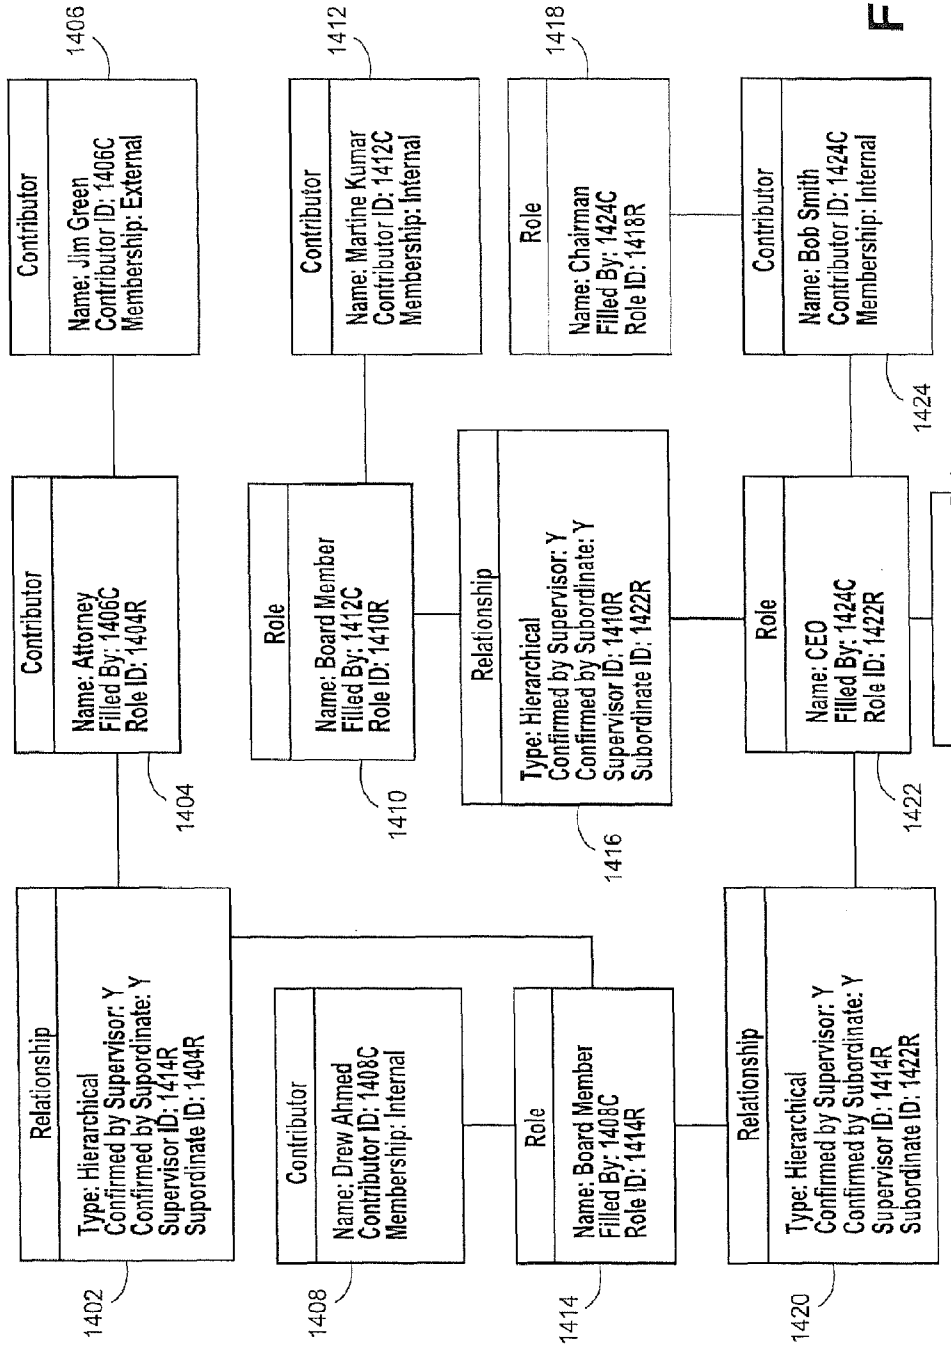 1420
Relationship
Type: Hierarchical
Confirmed by Supervisor: Y
Confirmed by Subordinate: Y
Supervisor ID: 1414R
Subordinate ID: 1422R
1414
Role
Name: Board Member
Filled By: 1408C
Role ID: 1414R
1408
Contributor
Name: Drew Ahmed
Contributor ID: 1408C
Membership: Internal
1402
Relationship
Type: Hierarchical
Confirmed by Supervisor: Y
Confirmed by Supordinate: Y
Supervisor ID: 1414R
Supordinate ID: 1404R
1422
Role
Name: CEO
Filled By: 1424C
Role ID: 1422R
1416
Relationship
Type: Hierarchical
Confirmed by Supervisor: Y
Confirmed by Subordinate: Y
Supervisor ID: 1410R
Subordinate ID: 1422R
1410
Role
Name: Board Member
Filled By: 1412C
Role ID: 1410R
1404
Contributor
Name: Attorney
Filled By: 1406C
Role ID: 1404R
1424
Contributor
Name: Bob Smith
Contributor ID: 1424C
Membership: Internal
Role
Name: Chairman
Filled By: 1424C
Role ID: 1418R
1418
Contributor
Name: Martine Kumar
Contributor ID: 1412C
Membership: Internal
1412
Contributor
Name: Jim Green
Contributor ID: 1406C
Membership: External
1406
F